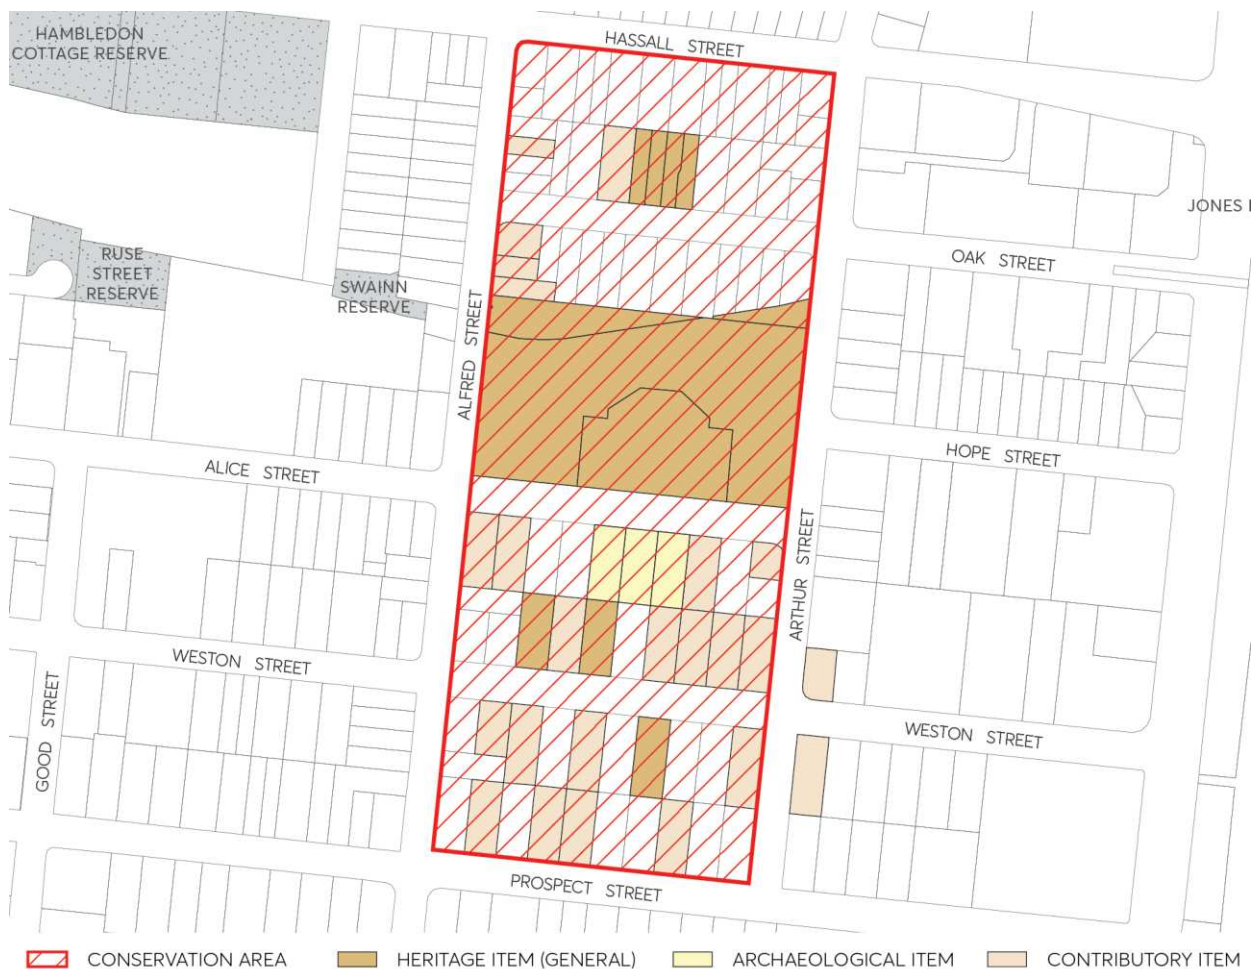 HAMBLEDON
COTTAGE RESERVE
HASSALL STREET
JONES
RUSE
STREET
RESERVE
SWAINN
RESERVE
OAK STREET
ALFRED STREET
HOPE STREET
ALICE STREET
ARTHUR STREET
WESTON STREET
GOOD STREET
WESTON STREET
PROSPECT STREET
CONSERVATION AREA
HERITAGE ITEM (GENERAL)
ARCHAEOLOGICAL ITEM
CONTRIBUTORY ITEM